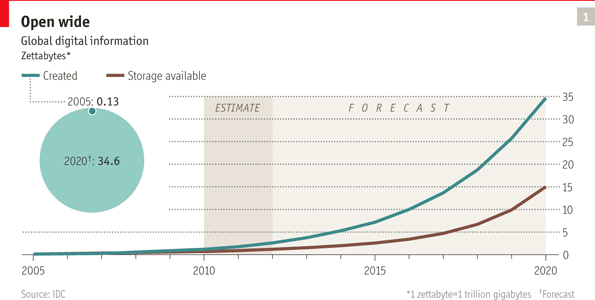 1
Open wide
Global digital information
Zettabytes*
Created
Storage available
2005: 0.13
2020†: 34.6
ESTIMATE
FORECAST
35
30
25
20
15
10
5
0
2005
2010
2015
2020
Source: IDC
*1 zettabyte=1 trillion gigabytes †Forecast